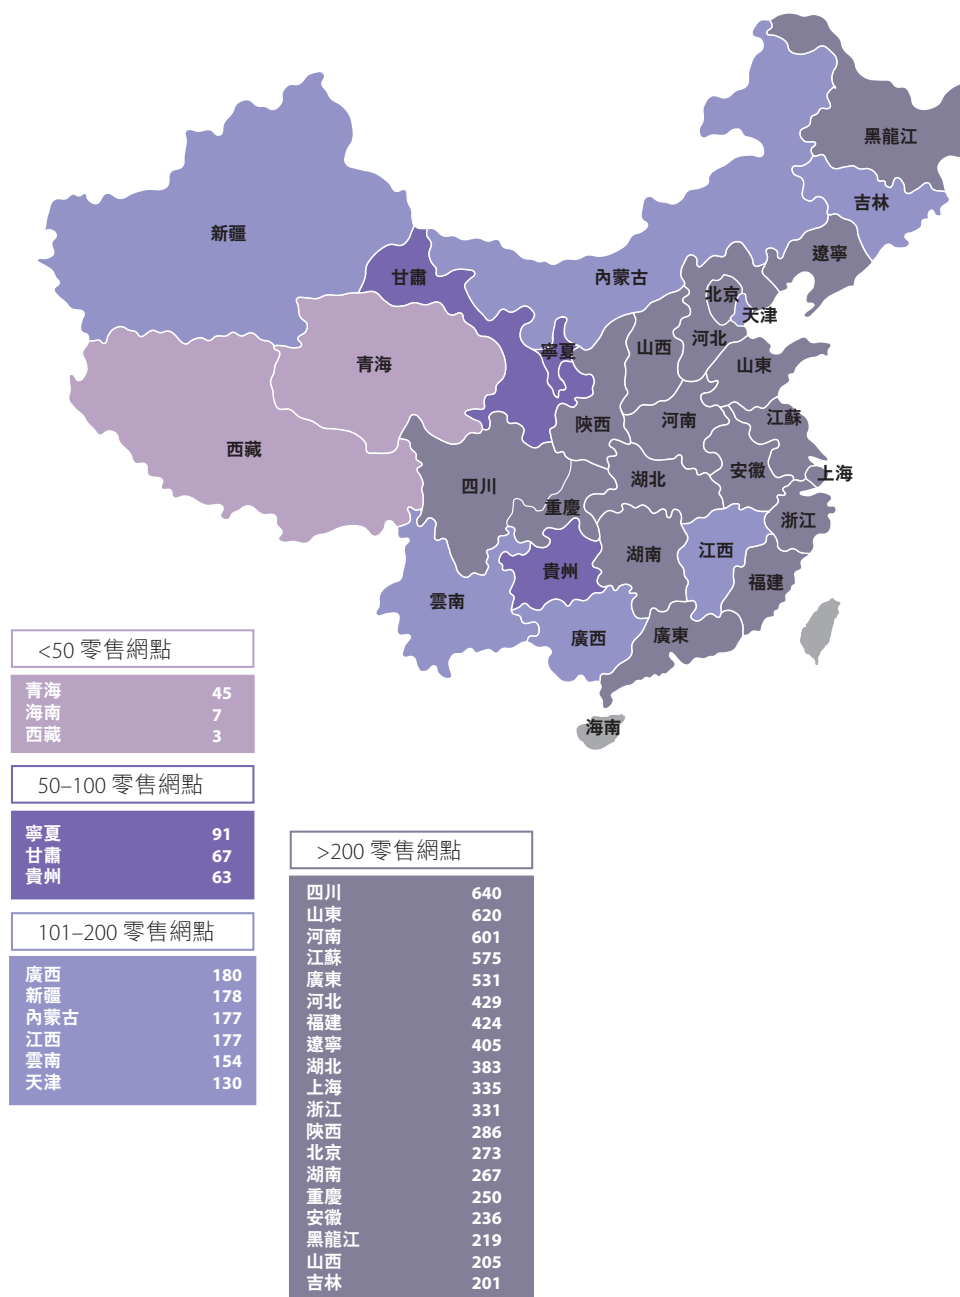 黑龍江
吉林
新疆
遼寧
甘肅
內蒙古
北京
天津
河北
寧夏
山西
青海
山東
陝西
河南
江蘇
西藏
安徽
上海
四川
湖北
重慶
浙江
湖南
江西
貴州
福建
雲南
廣西
廣東
海南
<50 零售網點
青海 45
海南 7
西藏 3
50–100 零售網點
寧夏 91
甘肅 67
貴州 63
101–200 零售網點
廣西 180
新疆 178
內蒙古 177
江西 177
雲南 154
天津 130
>200 零售網點
四川 640
山東 620
河南 601
江蘇 575
廣東 531
河北 429
福建 424
遼寧 405
湖北 383
上海 335
浙江 331
陝西 286
北京 273
湖南 267
重慶 250
安徽 236
黑龍江 219
山西 205
吉林 201